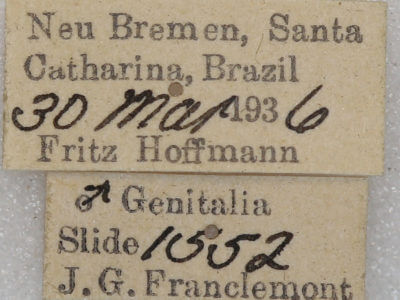 Neu Bremen, Santa
Catharina, Brazil
30 Mar 1936
Fritz Hoffmann
♂ Genitalia
Slide 1552
J. G. Franclemont